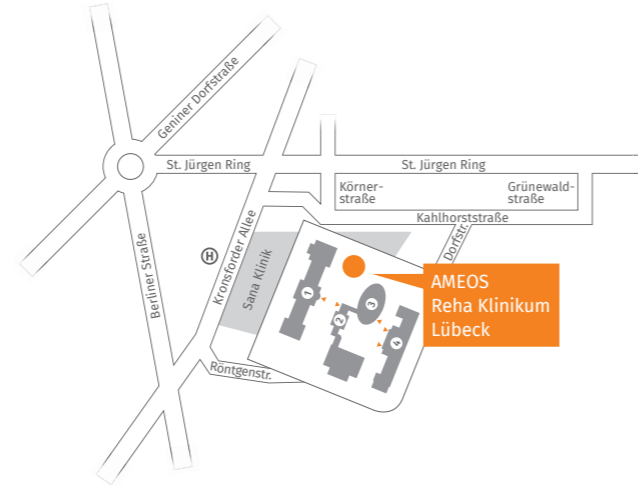 Geniner Dorfstraße
St. Jürgen Ring
St. Jürgen Ring
Körner-
straße
Grünewald-
straße
Kahlhorststraße
Dorfstr.
Berliner Straße
H
Kronsforder Allee
Sana Klinik
1
2
3
4
AMEOS
Reha Klinikum
Lübeck
Röntgenstr.